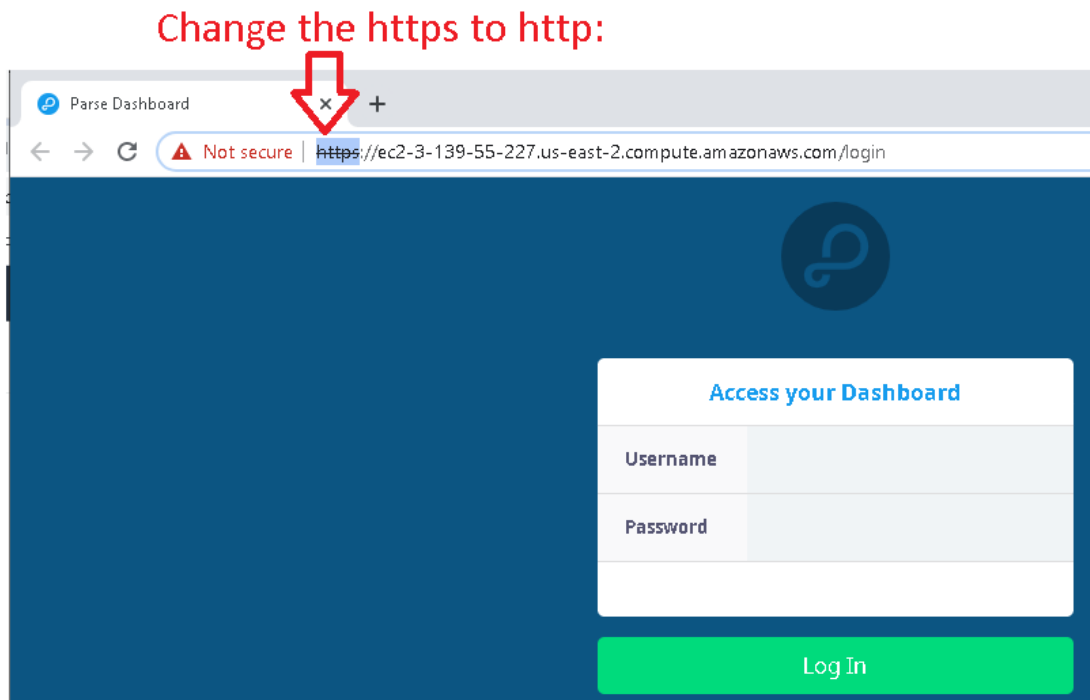 Change the https to http:
Parse Dashboard
Not secure | https://ec2-3-139-55-227.us-east-2.compute.amazonaws.com/login
Access your Dashboard
Username
Password
Log In